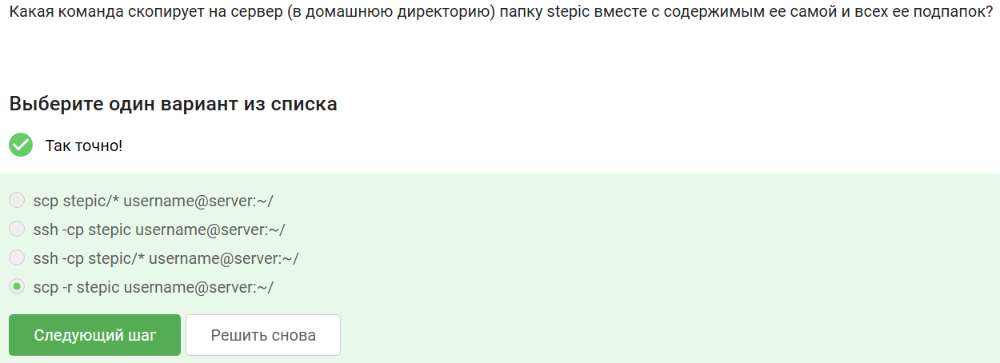 Какая команда скопирует на сервер (в домашнюю директорию) папку stepic вместе с содержимым ее самой и всех ее подпапок?
Выберите один вариант из списка
Так точно!
scp stepic/* username@server:~/
ssh -cp stepic username@server:~/
ssh -cp stepic/* username@server:~/
scp -r stepic username@server:~/
Следующий шаг
Решить снова